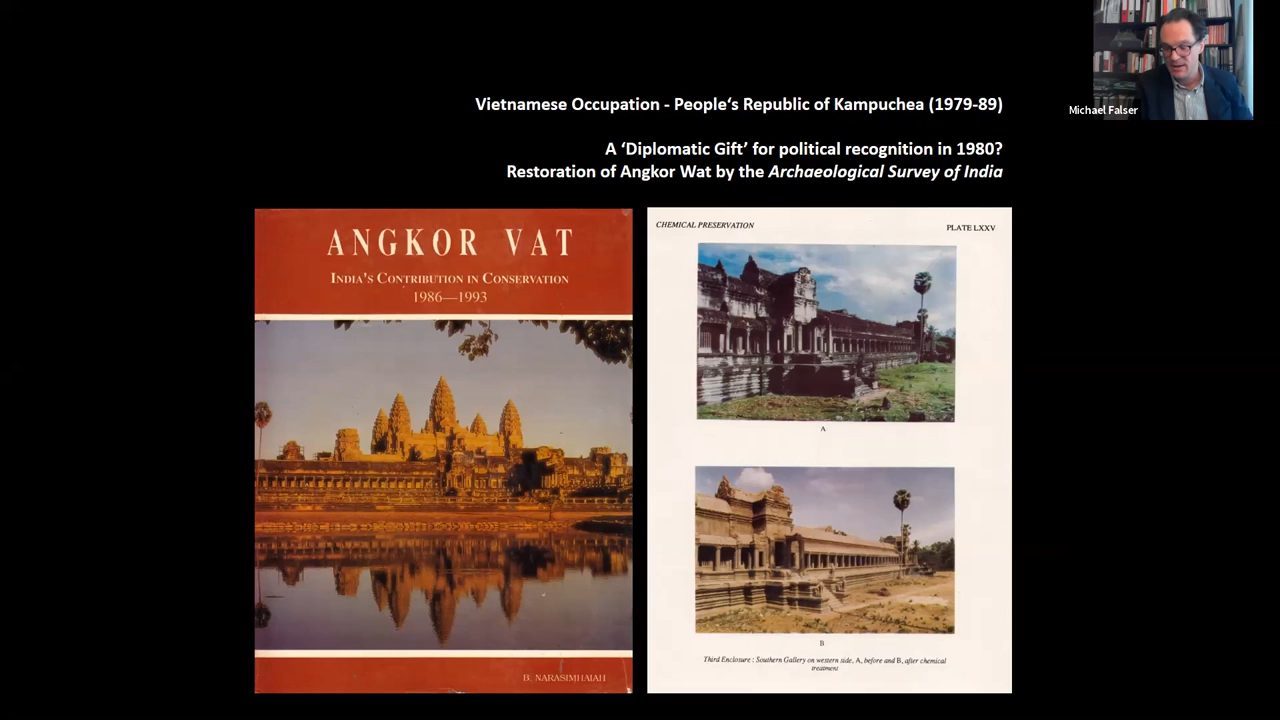 Vietnamese Occupation - People‘s Republic of Kampuchea (1979-89)
A ‘Diplomatic Gift’ for political recognition in 1980?
Restoration of Angkor Wat by the Archaeological Survey of India
Michael Falser
ANGKOR VAT
INDIA'S CONTRIBUTION IN CONSERVATION
1986—1993
B. NARASIMHAIAH
CHEMICAL PRESERVATION
PLATE LXXV
A
B
Third Enclosure : Southern Gallery on western side, A, before and B, after chemical
treatment